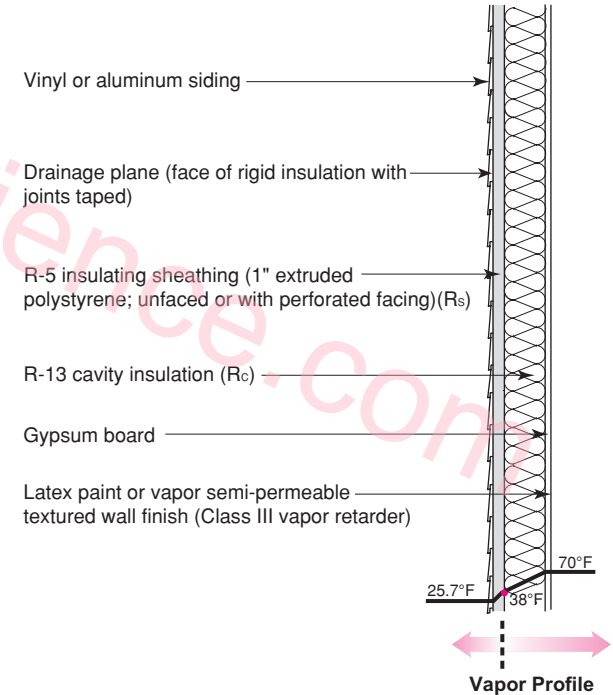 Vinyl or aluminum siding
Drainage plane (face of rigid insulation with
joints taped)
R-5 insulating sheathing (1" extruded
polystyrene; unfaced or with perforated facing)(Rs)
R-13 cavity insulation (Rc)
Gypsum board
Latex paint or vapor semi-permeable
textured wall finish (Class III vapor retarder)
70°F
25.7°F
38°F
Vapor Profile
ience.com